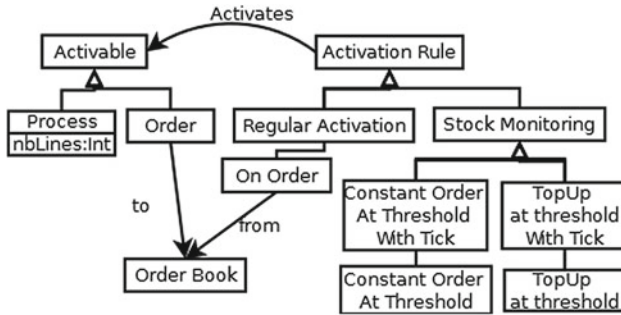 Activates
Activable
Activation Rule
Process
nbLines:Int
Order
Regular Activation
Stock Monitoring
On Order
Constant Order
At Threshold
With Tick
TopUp
at threshold
With Tick
to
from
Order Book
Constant Order
At Threshold
TopUp
at threshold